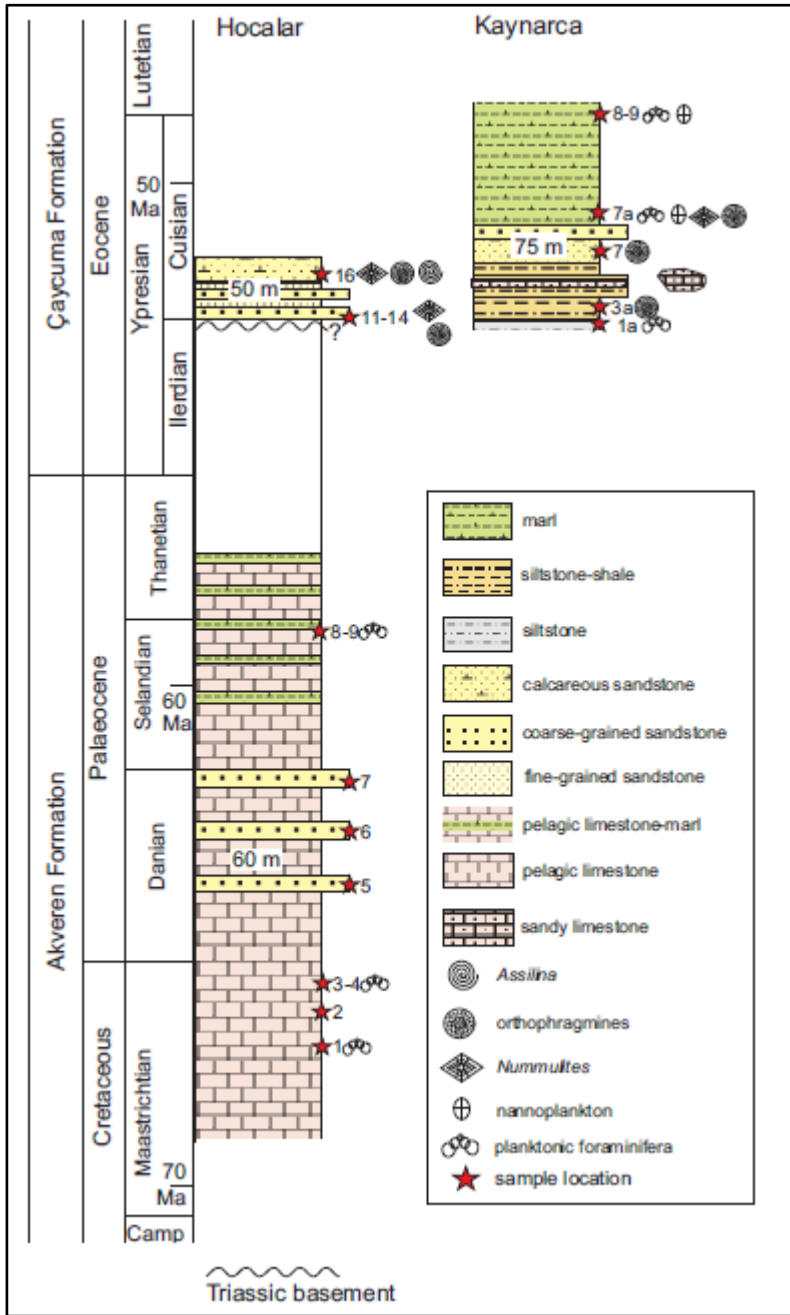 Hocalar
Kaynarca
Çaycuma Formation
Eocene
Lutetian
Ypresian
50
Ma
Cuisian
Ilerdian
8-9
7a
75 m
7
3a
1a
16
50 m
11-14
?
Akveren Formation
Palaeocene
Thanetian
Selandian
60
Ma
Danian
8-9
7
6
60 m
5
Cretaceous
Maastrichtian
70
Ma
Camp
3-4
2
1
marl
siltstone-shale
siltstone
calcareous sandstone
coarse-grained sandstone
fine-grained sandstone
pelagic limestone-marl
pelagic limestone
sandy limestone
Assilina
orthophragmines
Nummulites
nannoplankton
planktonic foraminifera
sample location
Triassic basement